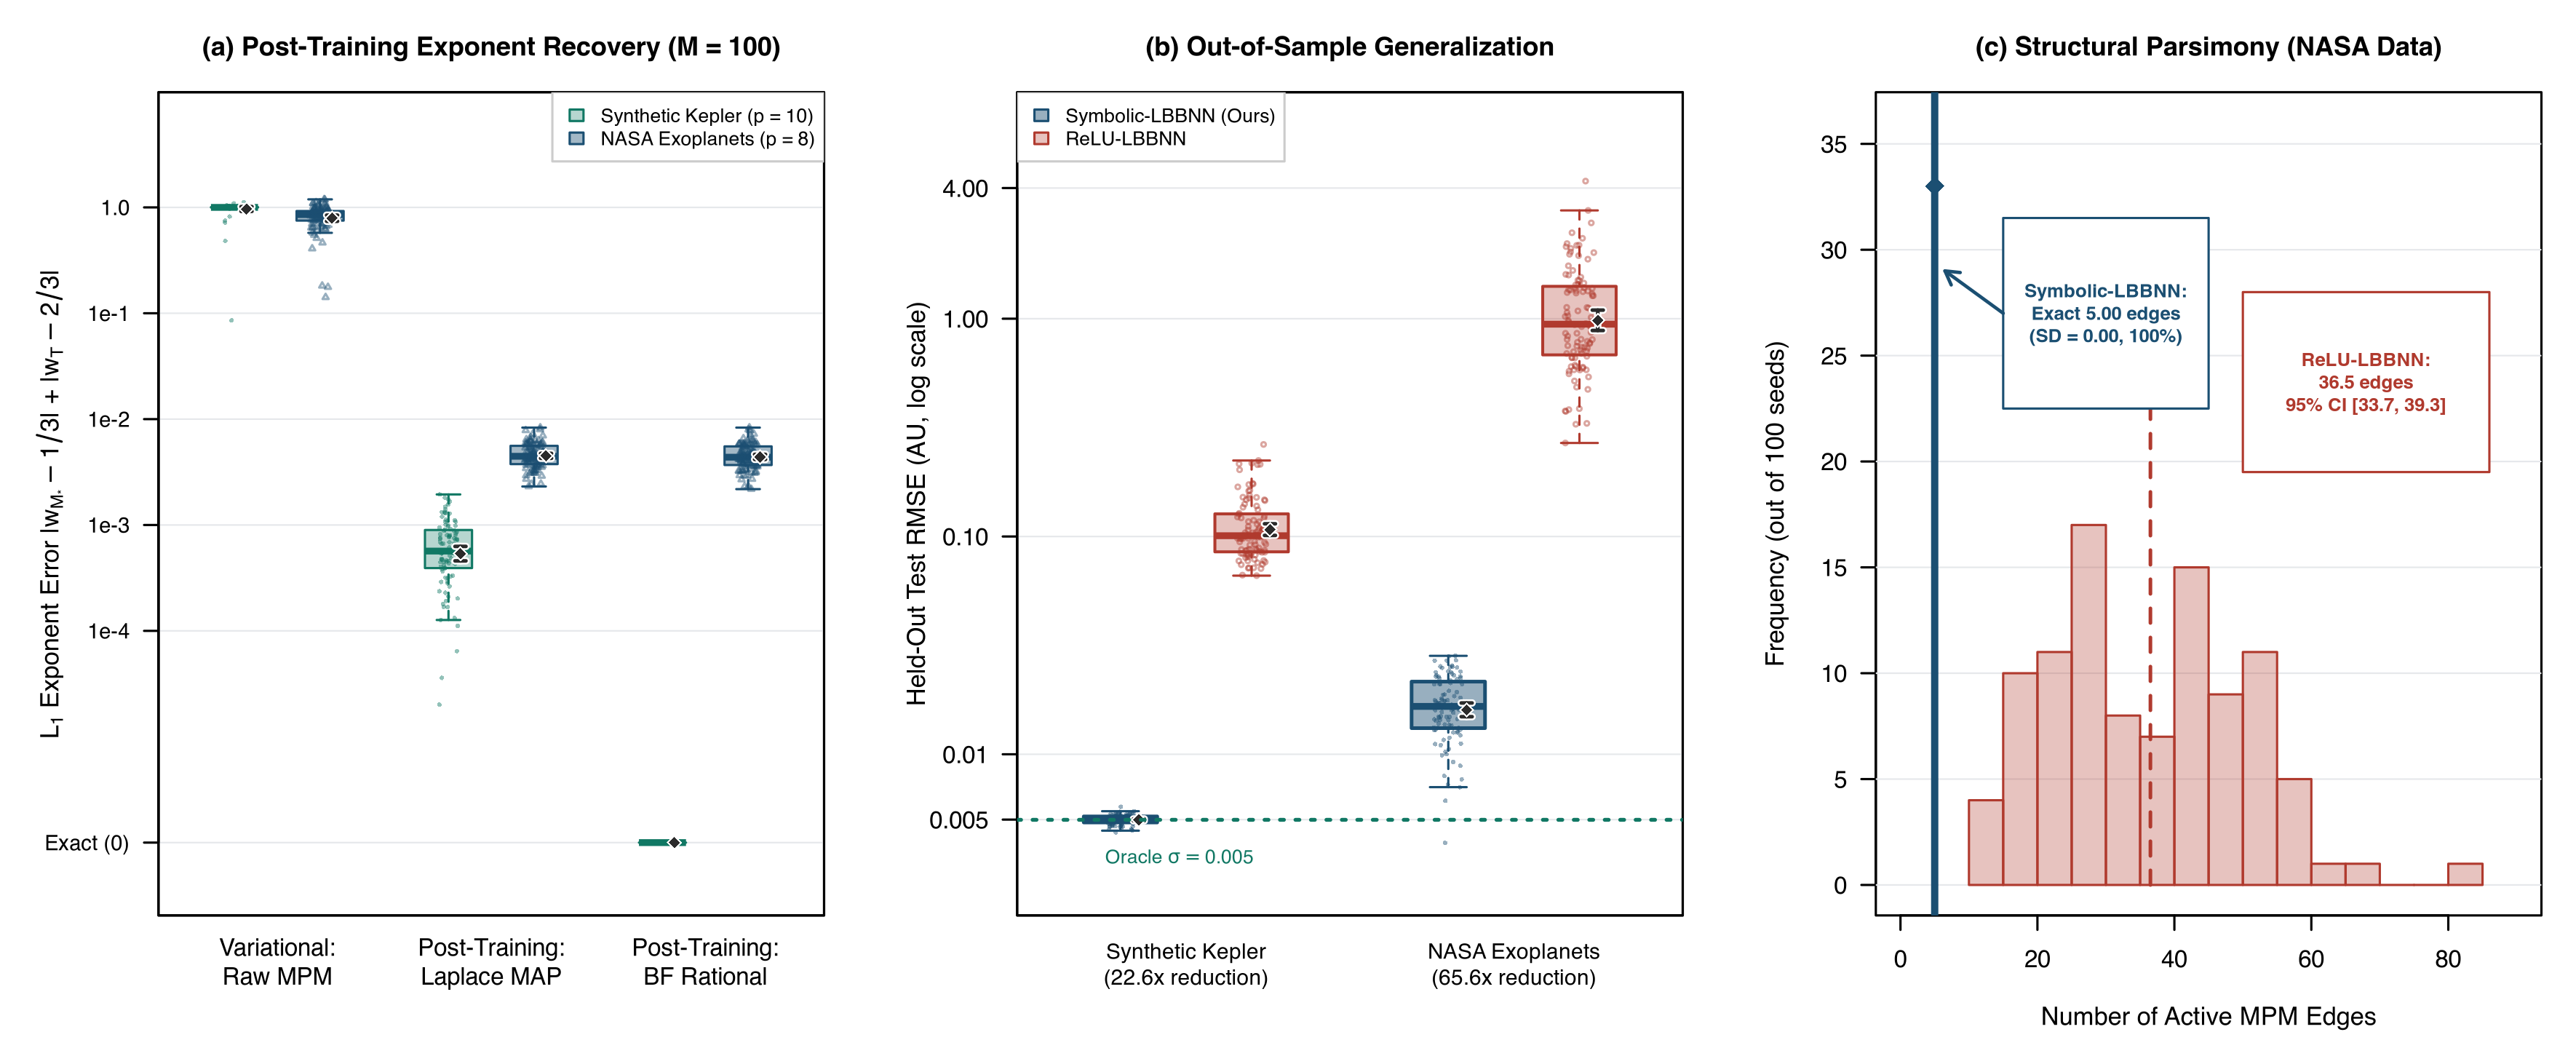 (a) Post-Training Exponent Recovery (M = 100)
L₁ Exponent Error |w_M* − 1/3| + |w_T − 2/3|
1.0
1e-1
1e-2
1e-3
1e-4
Exact (0)
Synthetic Kepler (p = 10)
NASA Exoplanets (p = 8)
Variational:
Raw MPM
Post-Training:
Laplace MAP
Post-Training:
BF Rational
(b) Out-of-Sample Generalization
Held-Out Test RMSE (AU, log scale)
4.00
1.00
0.10
0.01
0.005
Symbolic-LBBNN (Ours)
ReLU-LBBNN
Oracle σ = 0.005
Synthetic Kepler
(22.6x reduction)
NASA Exoplanets
(65.6x reduction)
(c) Structural Parsimony (NASA Data)
Frequency (out of 100 seeds)
35
30
25
20
15
10
5
0
Symbolic-LBBNN:
Exact 5.00 edges
(SD = 0.00, 100%)
ReLU-LBBNN:
36.5 edges
95% CI [33.7, 39.3]
0
20
40
60
80
Number of Active MPM Edges